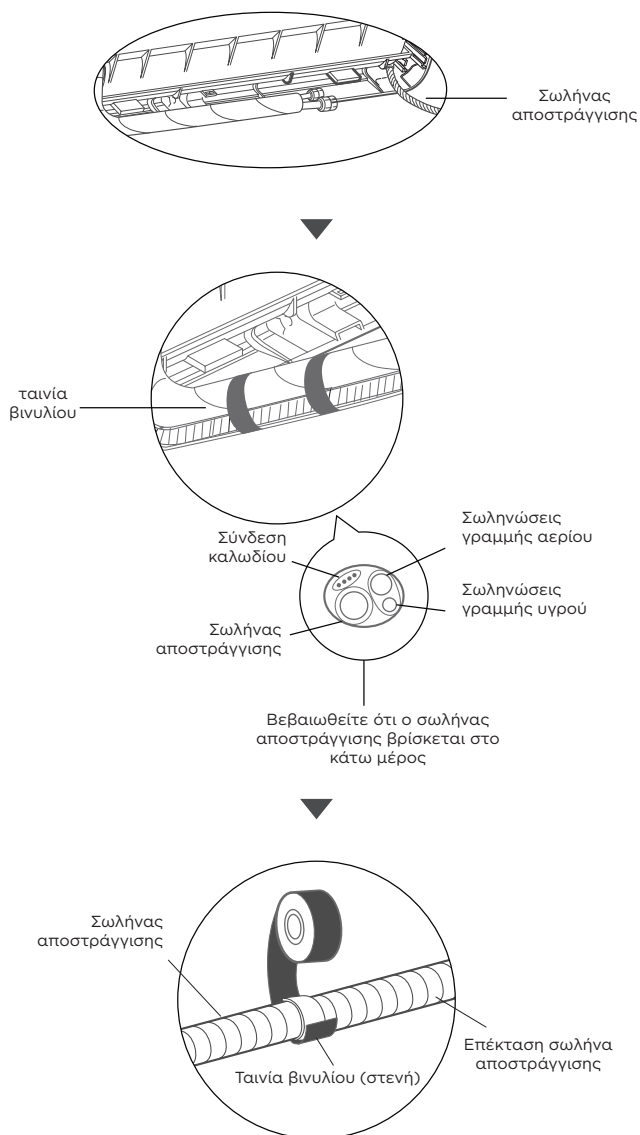 Σωλήνας
αποστράγγισης
ταινία
βινυλίου
Σύνδεση
καλωδίου
Σωληνώσεις
γραμμής αερίου
Σωληνώσεις
γραμμής υγρού
Σωλήνας
αποστράγγισης
Βεβαιωθείτε ότι ο σωλήνας
αποστράγγισης βρίσκεται στο
κάτω μέρος
Σωλήνας
αποστράγγισης
Επέκταση σωλήνα
αποστράγγισης
Ταινία βινυλίου (στενή)